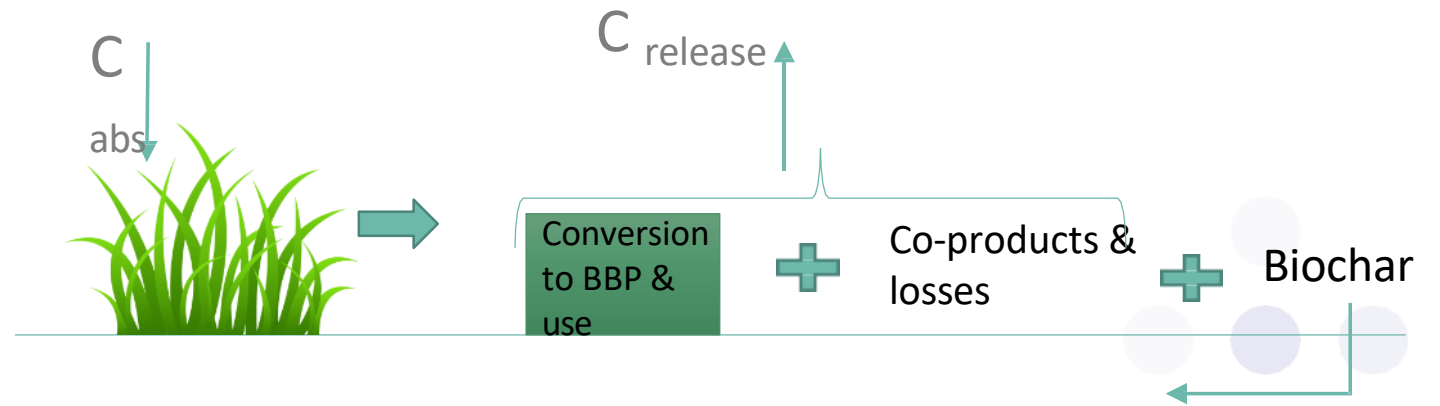 C
abs
C release
Conversion
to BBP &
use
Co-products &
losses
Biochar